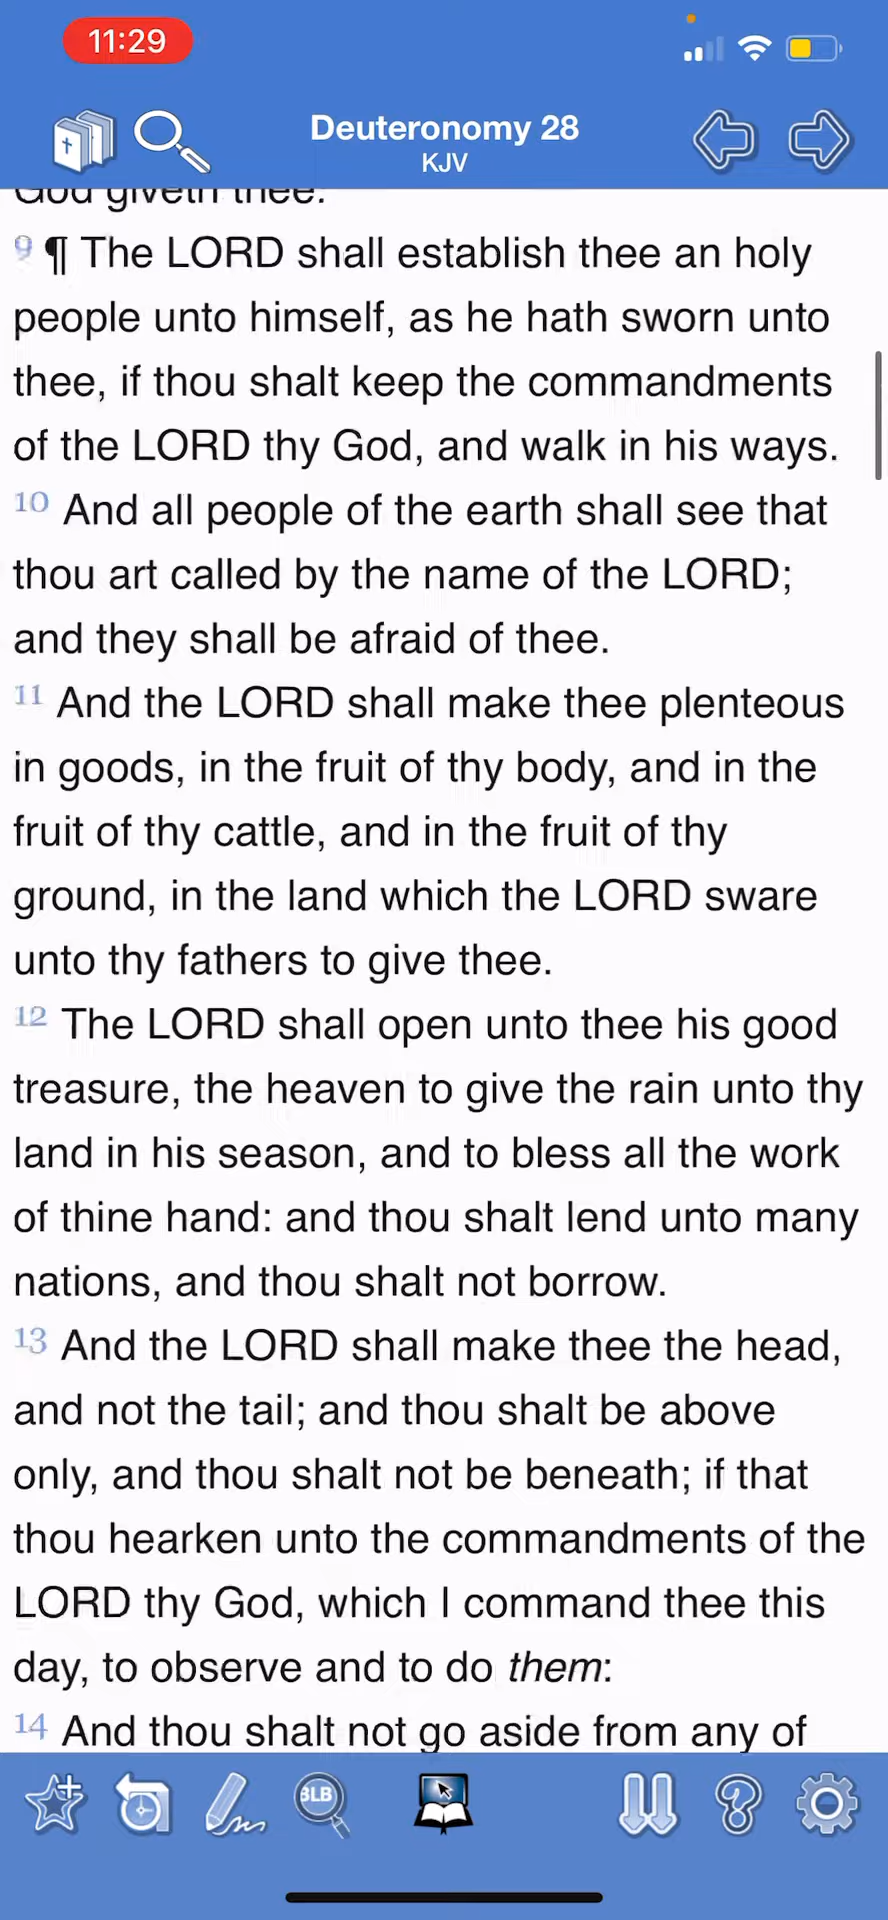 11:29
Deuteronomy 28
KJV
God giveth thee.
9 ¶ The LORD shall establish thee an holy
people unto himself, as he hath sworn unto
thee, if thou shalt keep the commandments
of the LORD thy God, and walk in his ways.
10 And all people of the earth shall see that
thou art called by the name of the LORD;
and they shall be afraid of thee.
11 And the LORD shall make thee plenteous
in goods, in the fruit of thy body, and in the
fruit of thy cattle, and in the fruit of thy
ground, in the land which the LORD sware
unto thy fathers to give thee.
12 The LORD shall open unto thee his good
treasure, the heaven to give the rain unto thy
land in his season, and to bless all the work
of thine hand: and thou shalt lend unto many
nations, and thou shalt not borrow.
13 And the LORD shall make thee the head,
and not the tail; and thou shalt be above
only, and thou shalt not be beneath; if that
thou hearken unto the commandments of the
LORD thy God, which I command thee this
day, to observe and to do them:
14 And thou shalt not go aside from any of
BLB